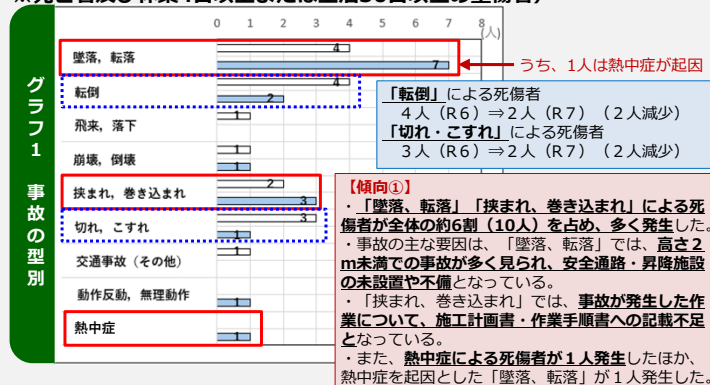 0 1 2 3 4 5 6 7 8
(人)
グラフ1 事故の型別
墜落，転落
4
7
うち、1人は熱中症が起因
転倒
4
2
飛来，落下
1
崩壊，倒壊
1
1
挟まれ，巻き込まれ
2
3
切れ，こすれ
3
1
交通事故（その他）
1
動作反動，無理動作
1
熱中症
1
「転倒」による死傷者
４人（R６）⇒２人（R７）（２人減少）
「切れ・こすれ」による死傷者
３人（R６）⇒２人（R７）（２人減少）
【傾向①】
・「墜落、転落」「挟まれ、巻き込まれ」による死
傷者が全体の約6割（10人）を占め、多く発生した。
・事故の主な要因は、「墜落、転落」では、高さ２
m未満での事故が多く見られ、安全通路・昇降施設
の未設置や不備となっている。
・「挟まれ、巻き込まれ」では、事故が発生した作
業について、施工計画書・作業手順書への記載不足
となっている。
・また、熱中症による死傷者が１人発生したほか、
熱中症を起因とした「墜落、転落」が１人発生した。